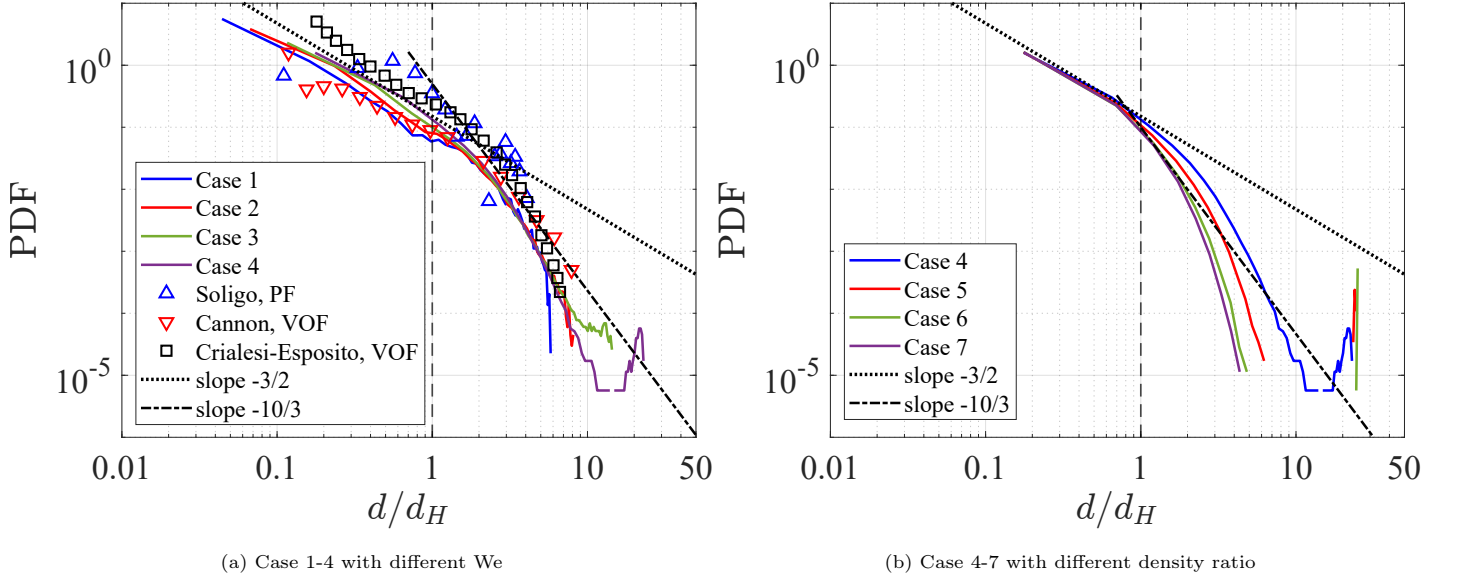 PDF
10^0
10^-5
Case 1
Case 2
Case 3
Case 4
Soligo, PF
Cannon, VOF
Crialesi-Esposito, VOF
slope -3/2
slope -10/3
0.01 0.1 1 10 50
d/d_H
(a) Case 1-4 with different We
PDF
10^0
10^-5
Case 4
Case 5
Case 6
Case 7
slope -3/2
slope -10/3
0.01 0.1 1 10 50
d/d_H
(b) Case 4-7 with different density ratio